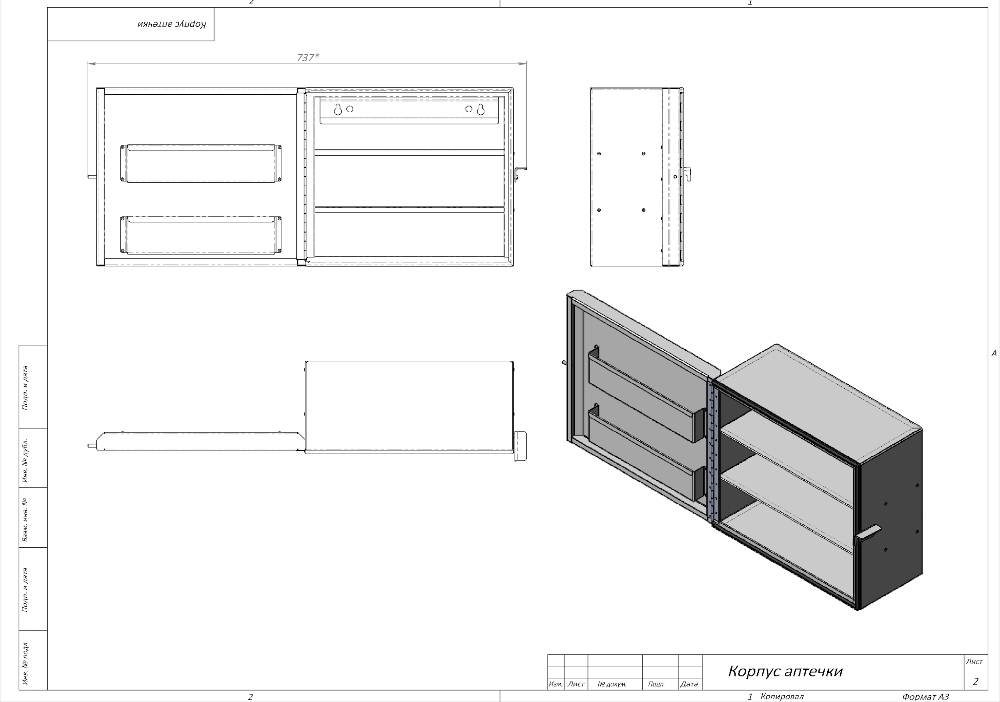 2 1
Корпус аптечки
737*
А
Подп. и дата
Инв. № дубл.
Взам. инв. №
Подп. и дата
Инв. № подл.
Изм. Лист № докум. Подп. Дата
Корпус аптечки
Лист
2
2 1 Копировал Формат А3